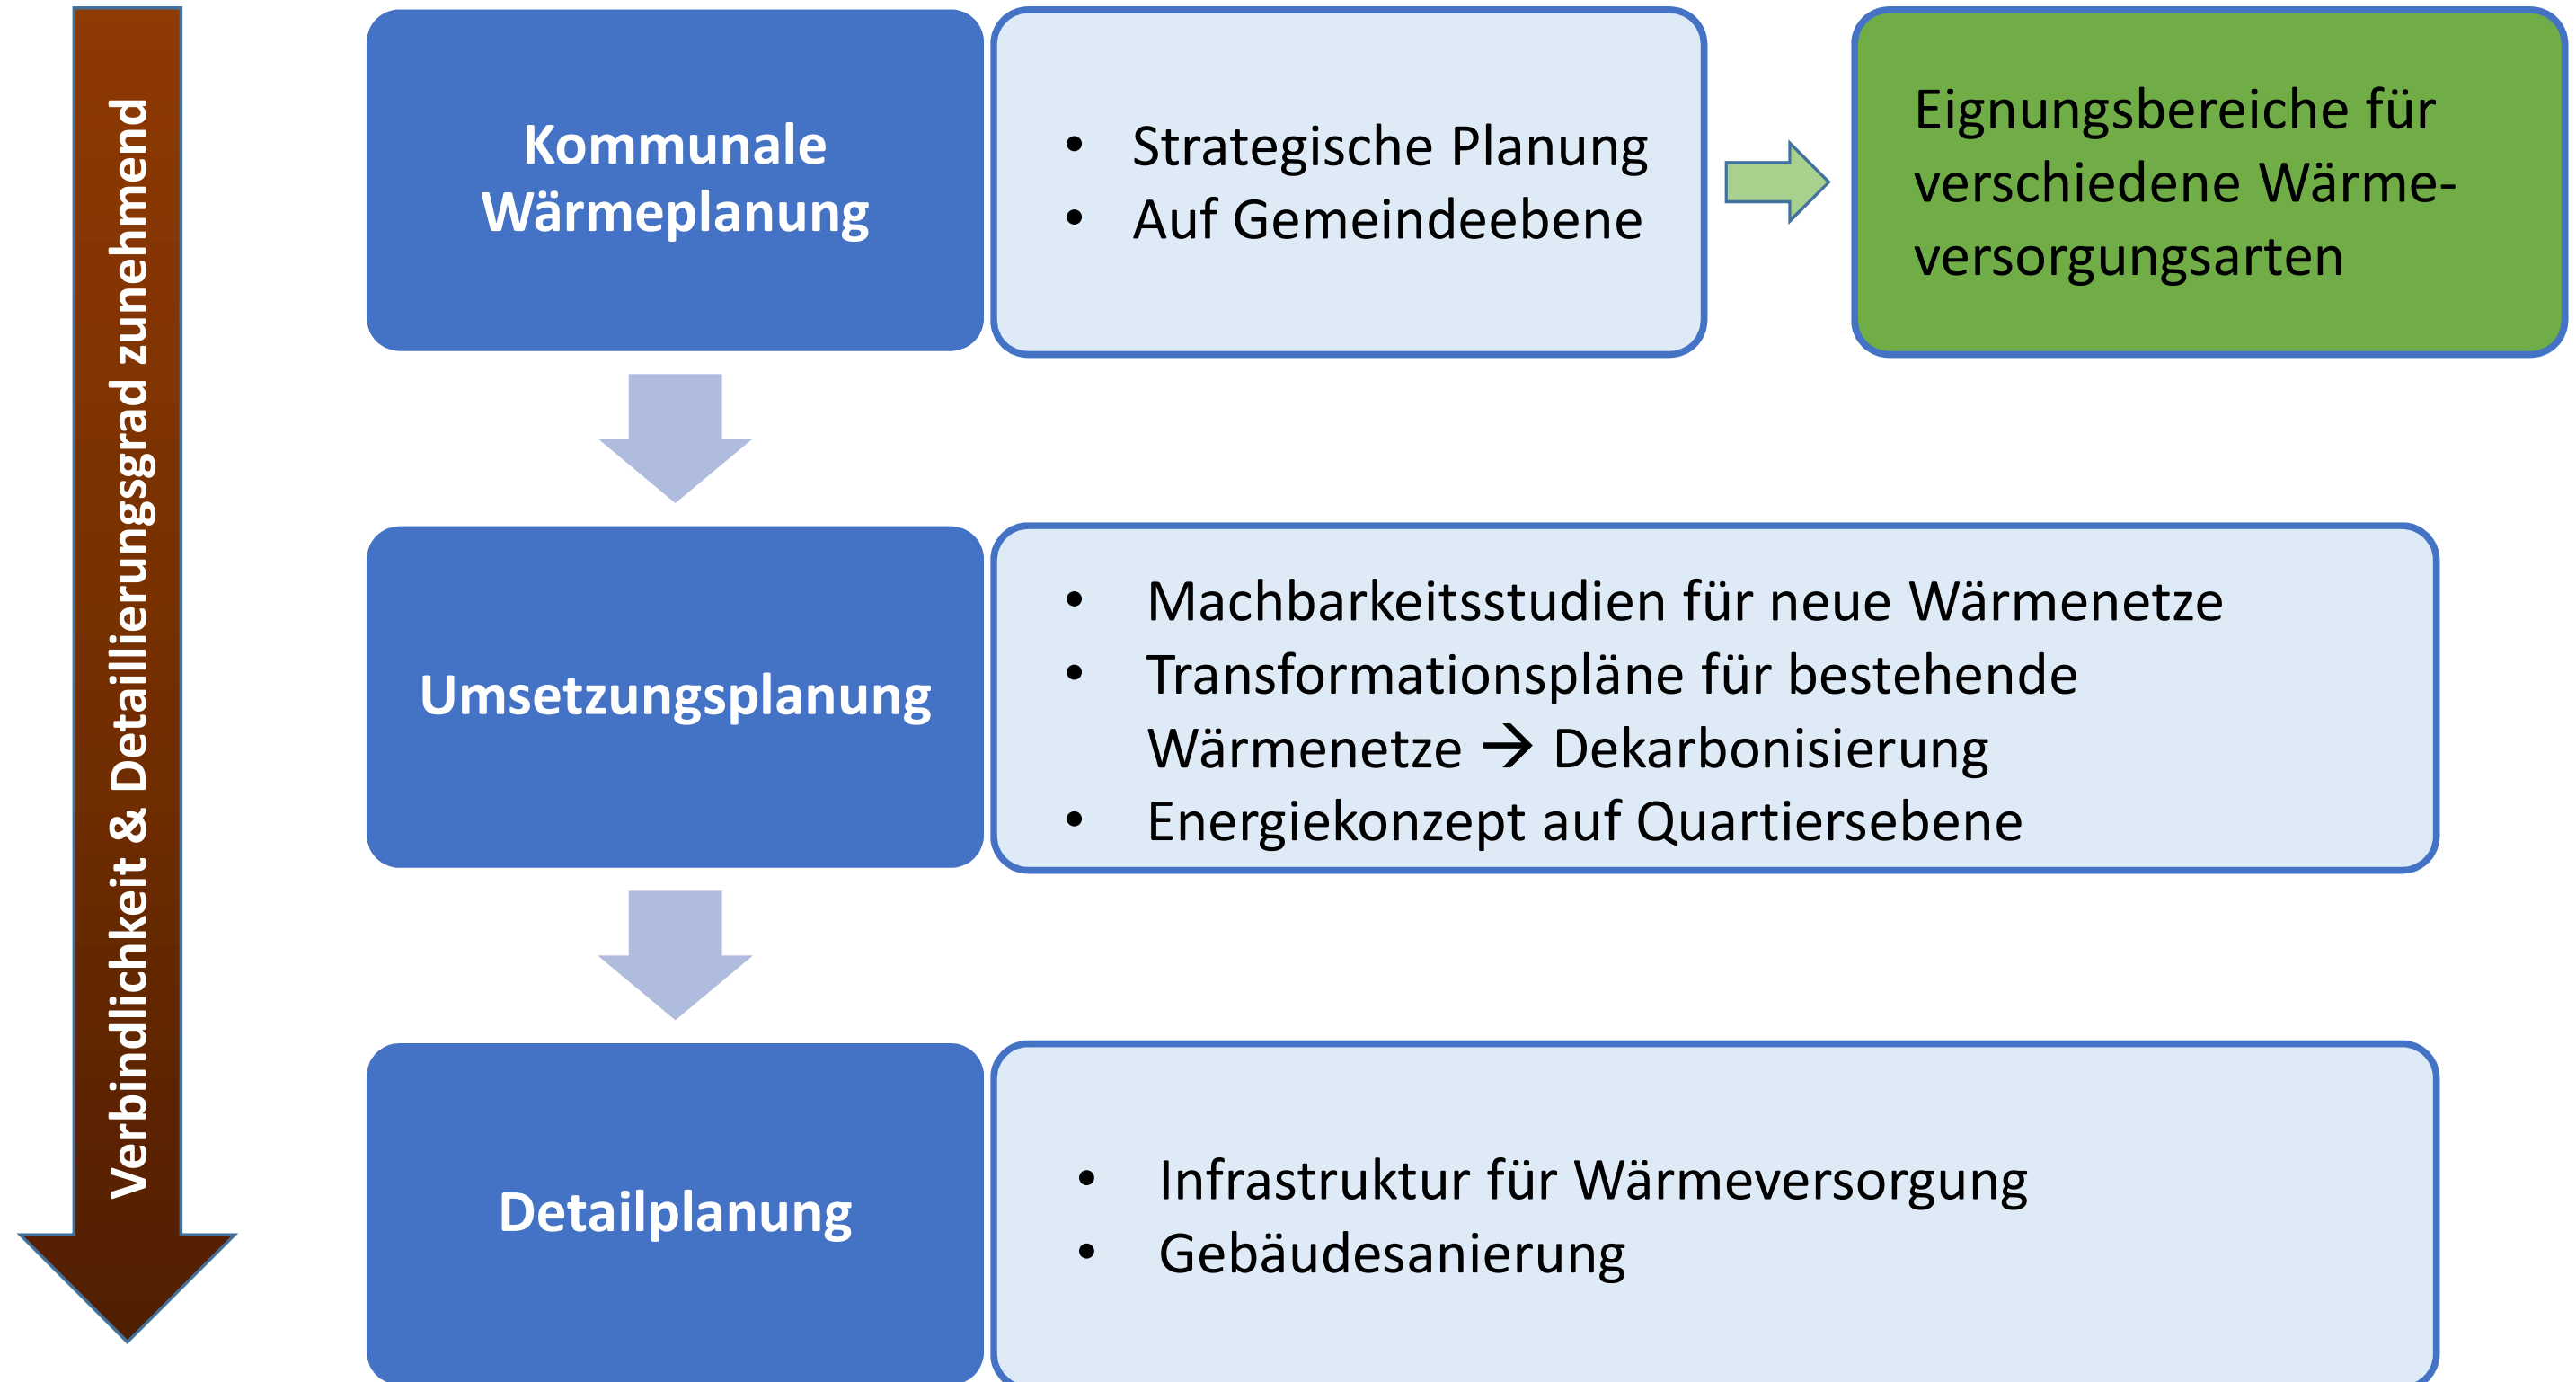 Verbindlichkeit & Detaillierungsgrad zunehmend
Kommunale
Wärmeplanung
• Strategische Planung
• Auf Gemeindeebene
Eignungsbereiche für
verschiedene Wärme-
versorgungsarten
Umsetzungsplanung
• Machbarkeitsstudien für neue Wärmenetze
• Transformationspläne für bestehende
Wärmenetze → Dekarbonisierung
• Energiekonzept auf Quartiersebene
Detailplanung
• Infrastruktur für Wärmeversorgung
• Gebäudesanierung